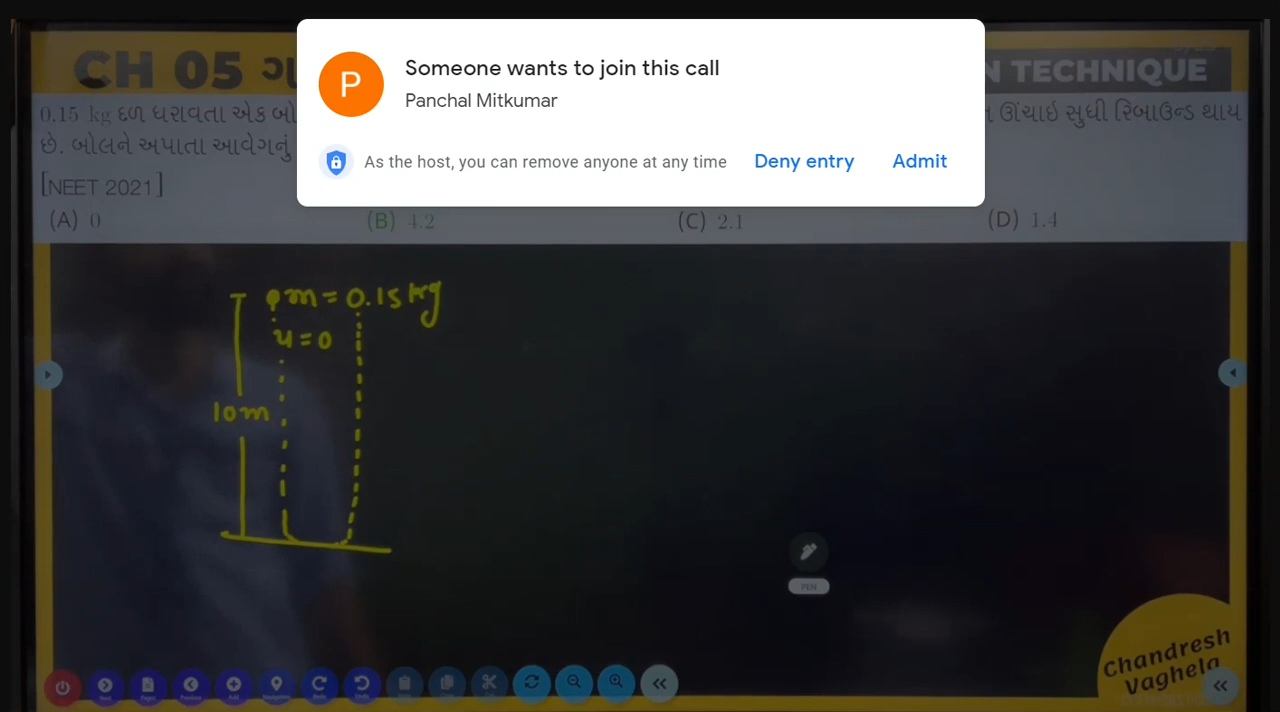 CH 05
N TECHNIQUE
Someone wants to join this call
P
Panchal Mitkumar
As the host, you can remove anyone at any time
Deny entry
Admit
0.15 kg દળ ધરાવતા એક બો
ઊંચાઇ સુધી રિબાઉન્ડ થાય
છે. બોલને અપાતા આવેગનું
[NEET 2021]
(A) 0 (B) 4.2 (C) 2.1 (D) 1.4
m = 0.15 kg
u = 0
10m
PEN
Chandresh
Vaghela